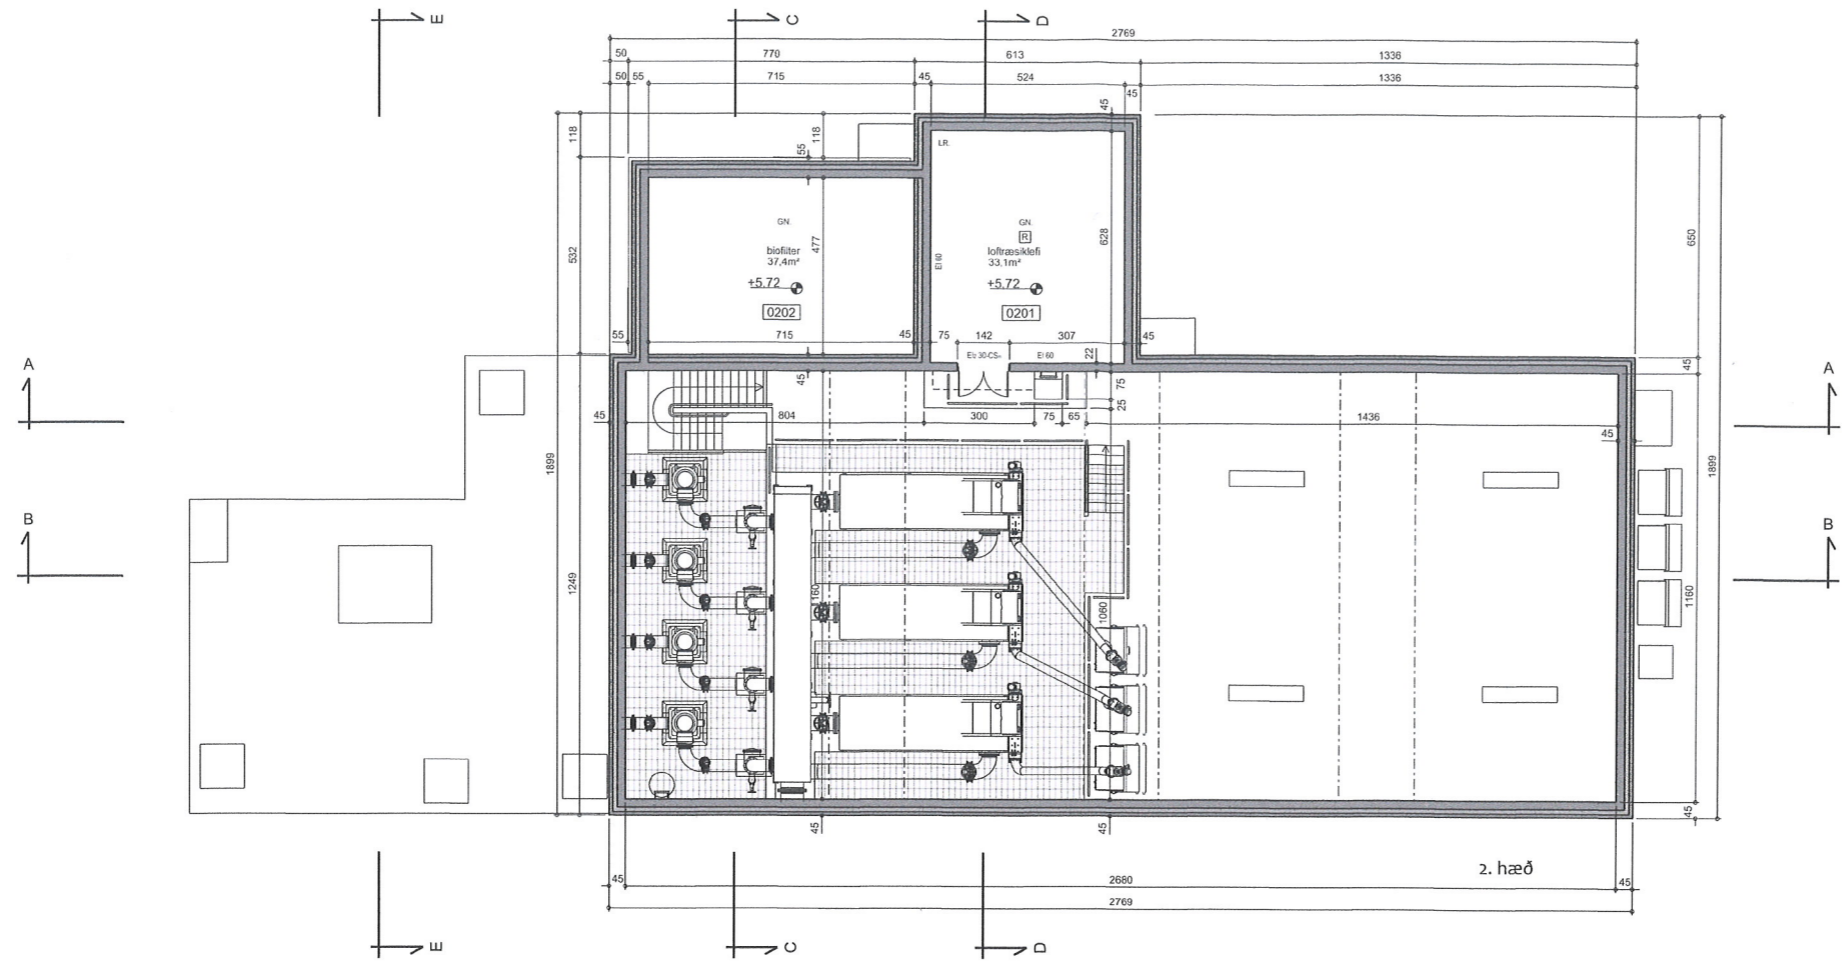 E
C
D
2769
50
770
613
1336
50
55
715
45
524
45
1336
118
118
55
45
LR.
GN.
biofilter
37,4m²
+5.72
0202
477
EI 60
GN.
R
loftræsiklefi
33,1m²
+5.72
0201
628
532
650
55
715
45
75
142
307
45
EI₂ 30-CSₐ
EI 60
22
45
A
A
45
75
25
45
804
300
75
65
1436
45
1899
1899
B
B
1249
160
1060
1160
45
45
45
2. hæð
45
2680
45
2769
E
C
D